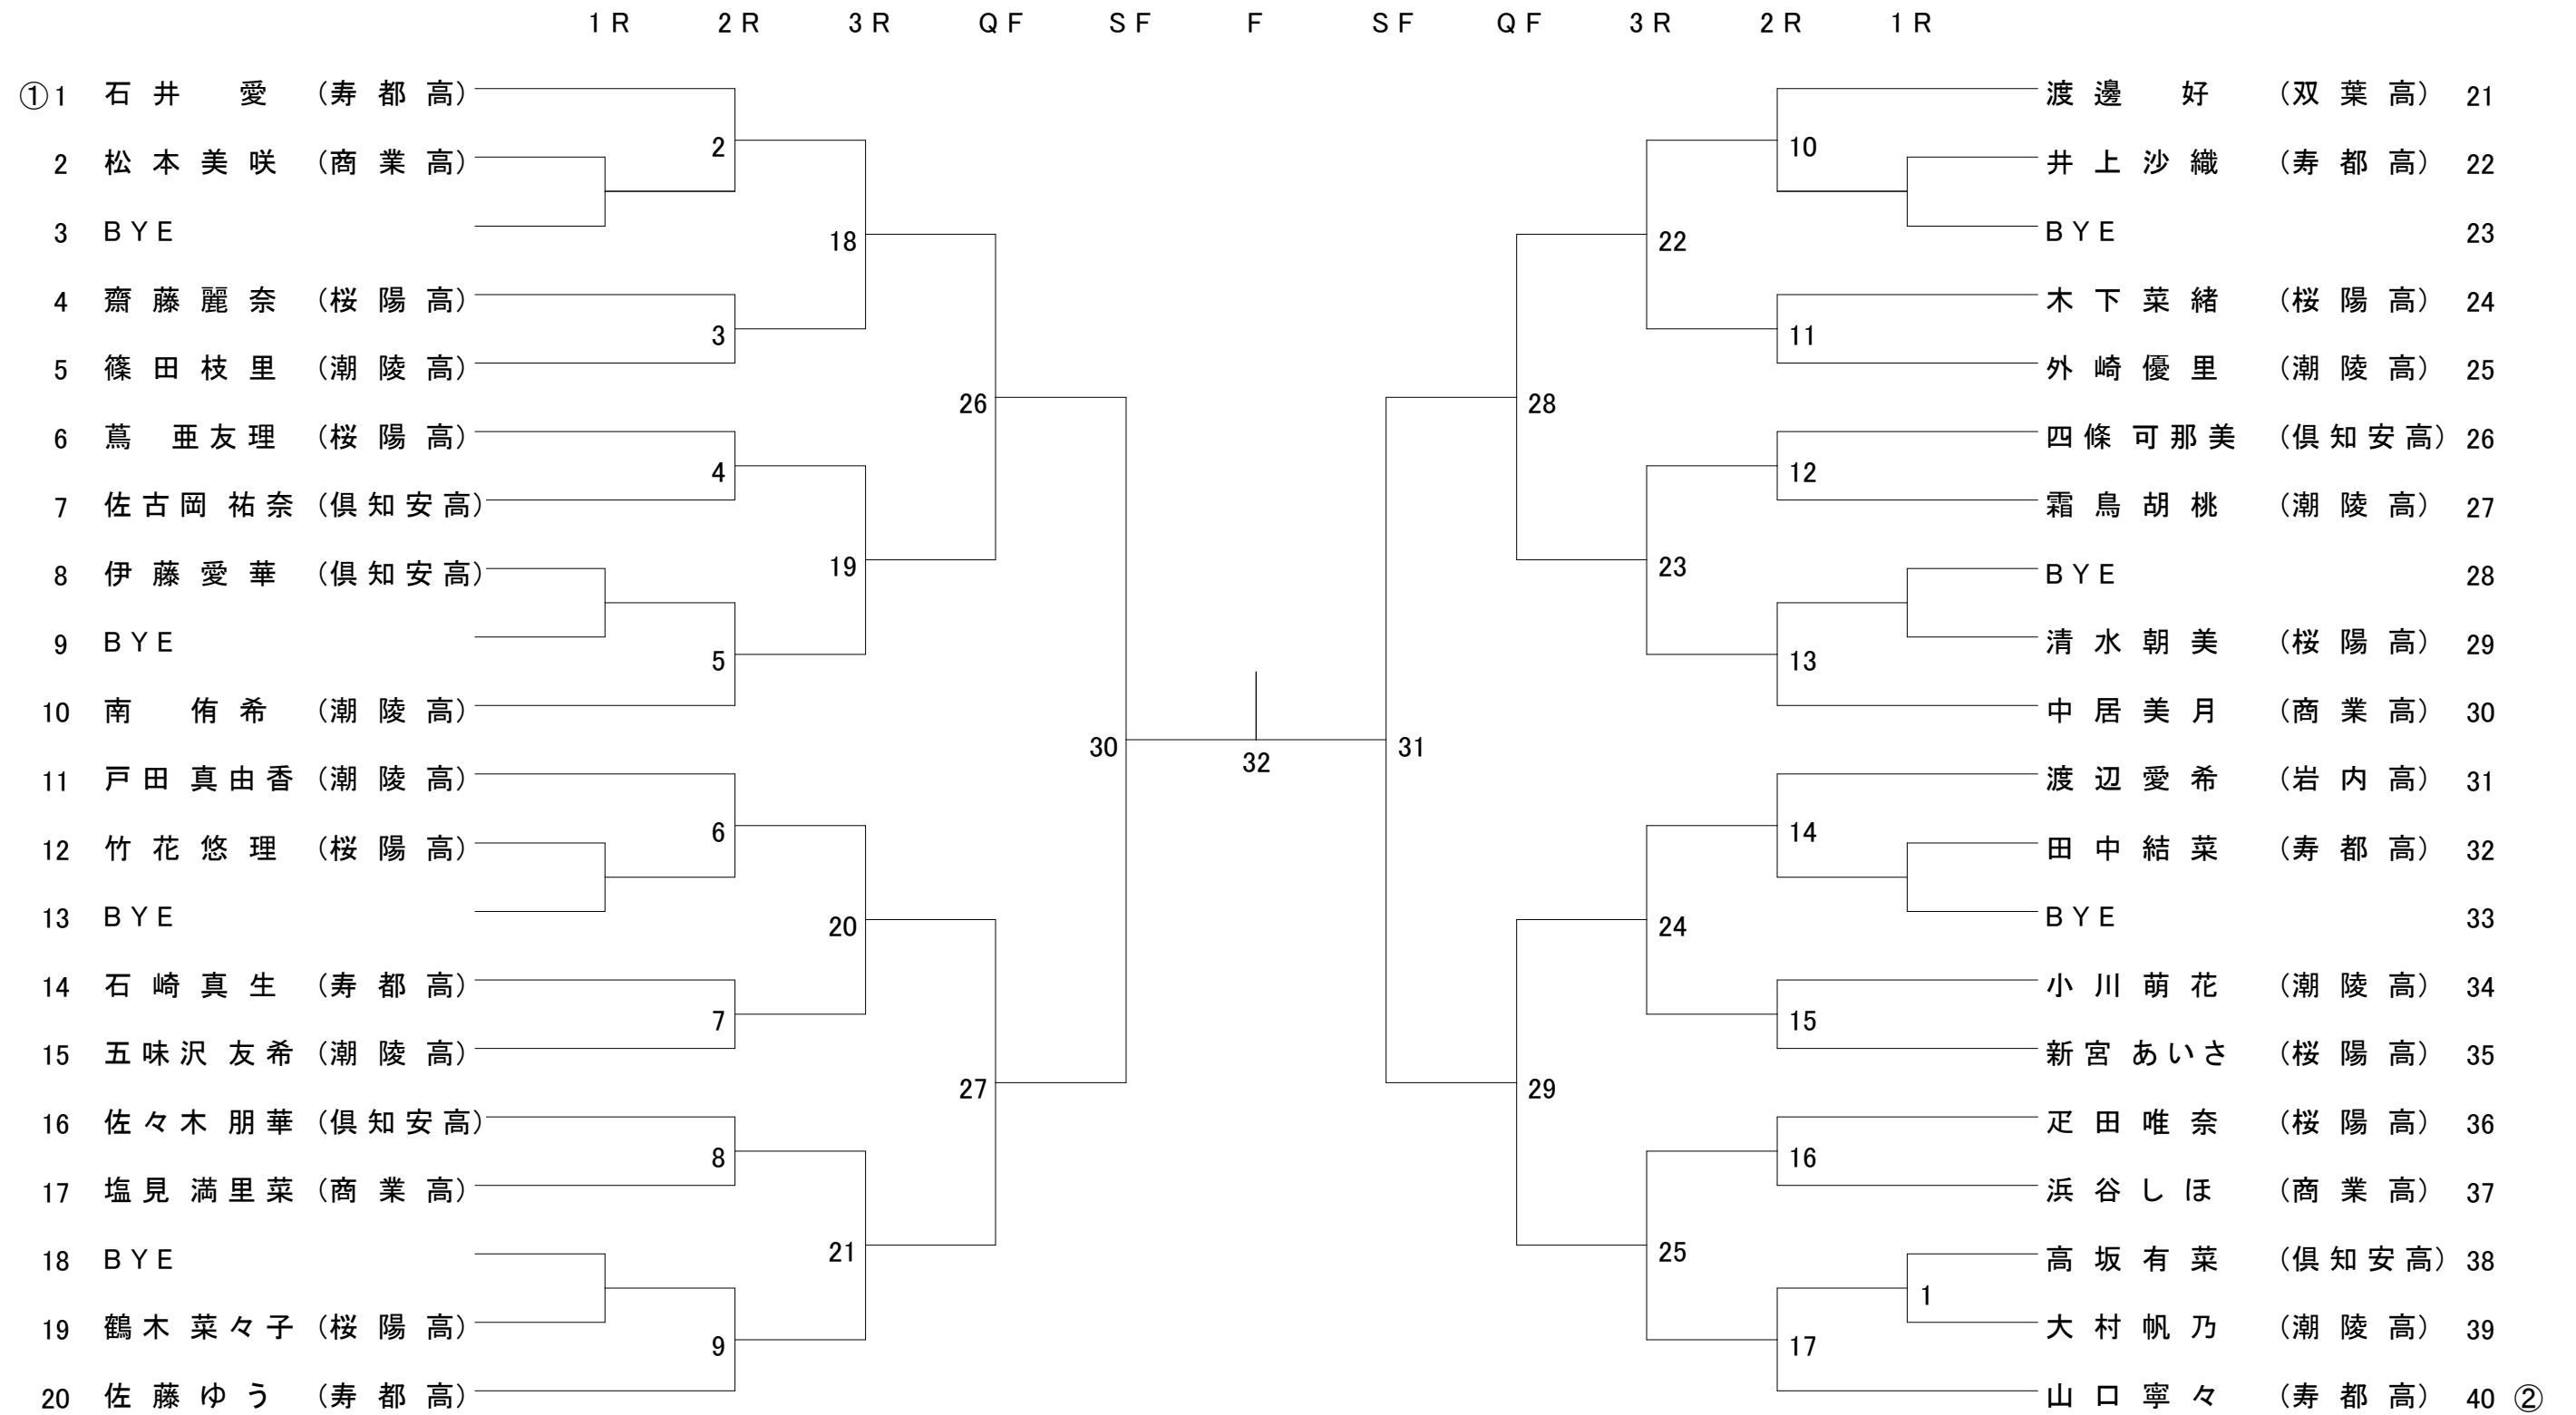 1R 2R 3R QF SF F SF QF 3R 2R 1R
① 1 石井 愛 （寿都高） 渡邊 好 （双葉高） 21
2 10
2 松本美咲 （商業高） 井上沙織 （寿都高） 22
3 BYE BYE 23
18 22
4 齋藤麗奈 （桜陽高） 木下菜緒 （桜陽高） 24
3 11
5 篠田枝里 （潮陵高） 外崎優里 （潮陵高） 25
26 28
6 蔦 亜友理 （桜陽高） 四條 可那美 （倶知安高） 26
4 12
7 佐古岡 祐奈 （倶知安高） 霜鳥胡桃 （潮陵高） 27
19 23
8 伊藤愛華 （倶知安高） BYE 28
9 BYE 清水朝美 （桜陽高） 29
5 13
10 南 侑希 （潮陵高） 中居美月 （商業高） 30
30 32 31
11 戸田 真由香 （潮陵高） 渡辺愛希 （岩内高） 31
6 14
12 竹花悠理 （桜陽高） 田中結菜 （寿都高） 32
13 BYE BYE 33
20 24
14 石崎真生 （寿都高） 小川萌花 （潮陵高） 34
7 15
15 五味沢 友希 （潮陵高） 新宮 あいさ （桜陽高） 35
27 29
16 佐々木 朋華 （倶知安高） 疋田唯奈 （桜陽高） 36
8 16
17 塩見 満里菜 （商業高） 浜谷しほ （商業高） 37
21 25
18 BYE 高坂有菜 （倶知安高） 38
1
19 鶴木 菜々子 （桜陽高） 大村帆乃 （潮陵高） 39
9 17
20 佐藤ゆう （寿都高） 山口寧々 （寿都高） 40 ②